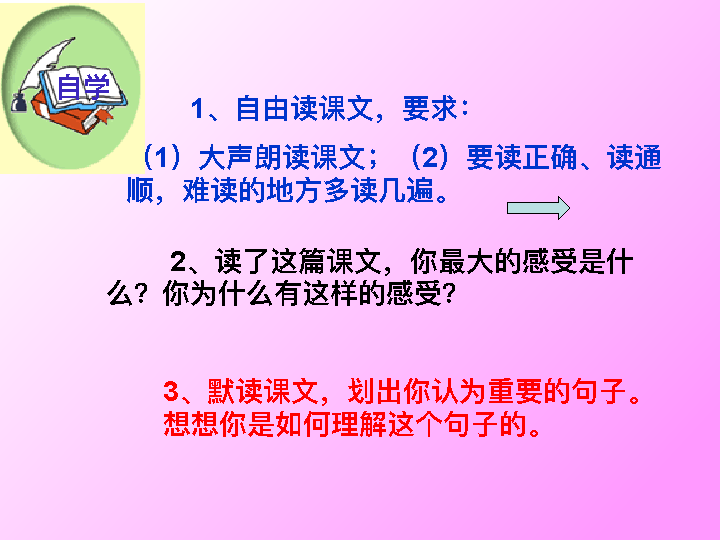 自学
1、自由读课文，要求：
（1）大声朗读课文；（2）要读正确、读通
顺，难读的地方多读几遍。
2、读了这篇课文，你最大的感受是什
么？你为什么有这样的感受？
3、默读课文，划出你认为重要的句子。
想想你是如何理解这个句子的。